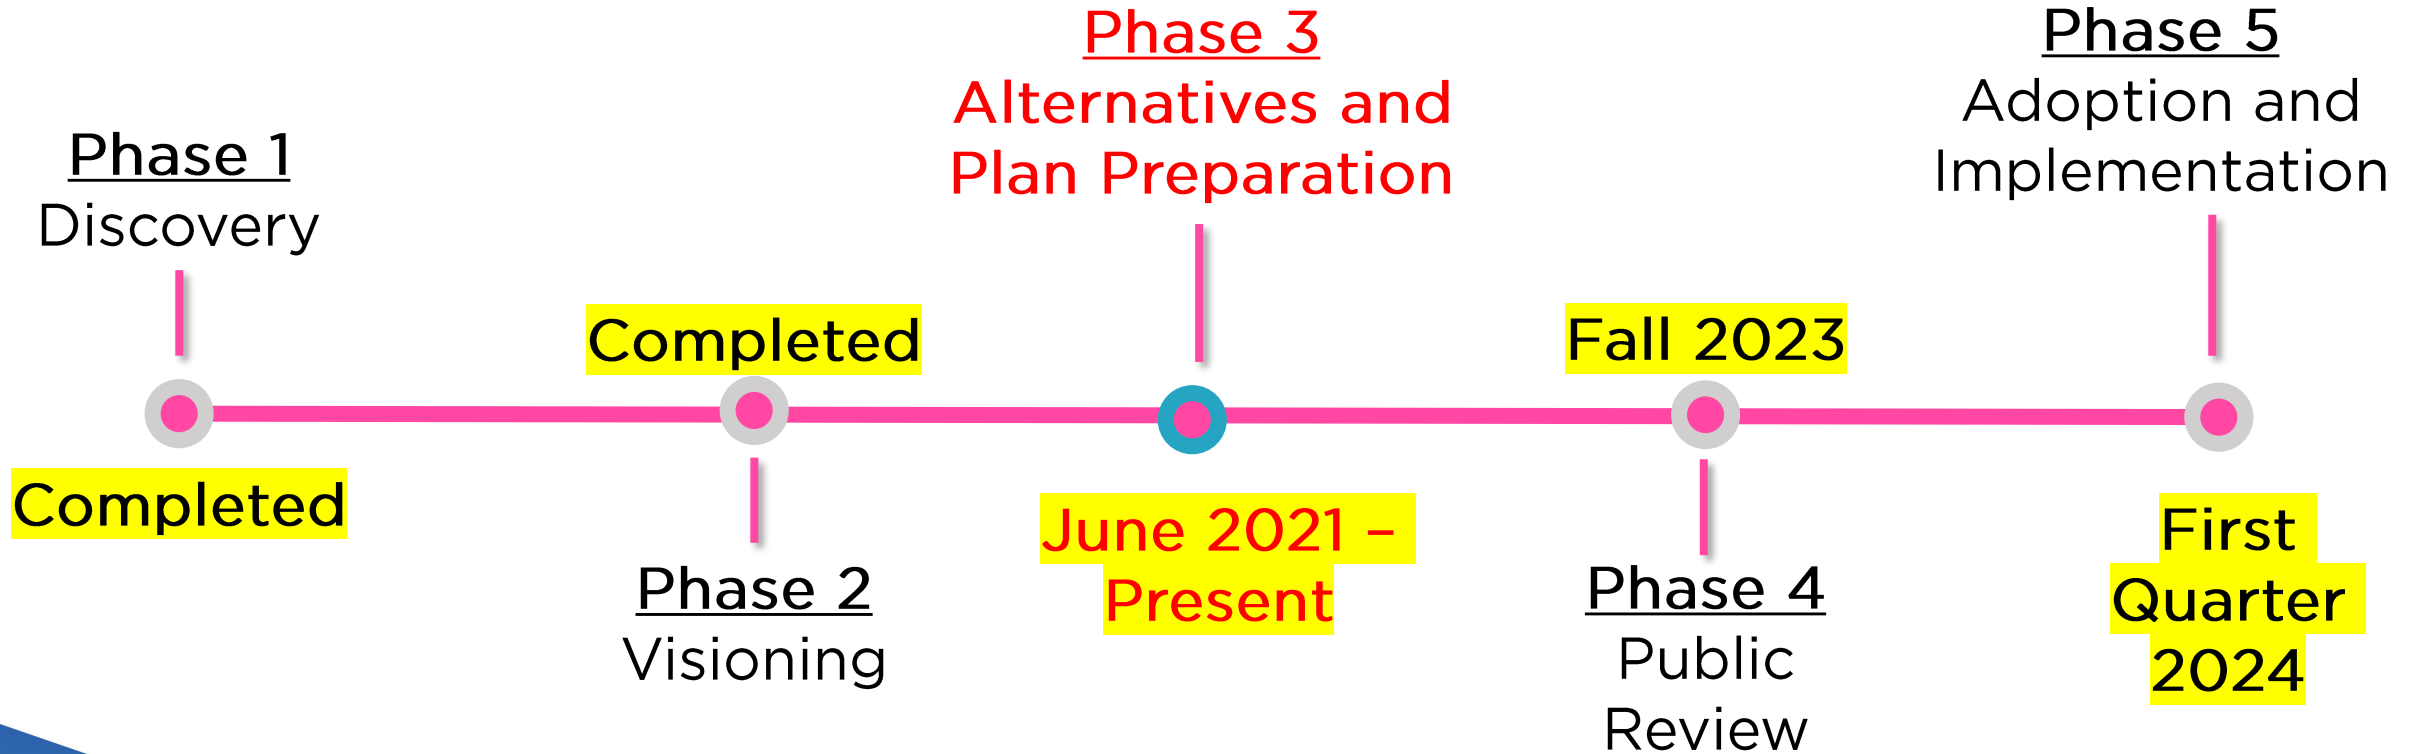 Phase 1
Discovery
Completed
Completed
Phase 2
Visioning
Phase 3
Alternatives and
Plan Preparation
June 2021 –
Present
Fall 2023
Phase 4
Public
Review
Phase 5
Adoption and
Implementation
First
Quarter
2024